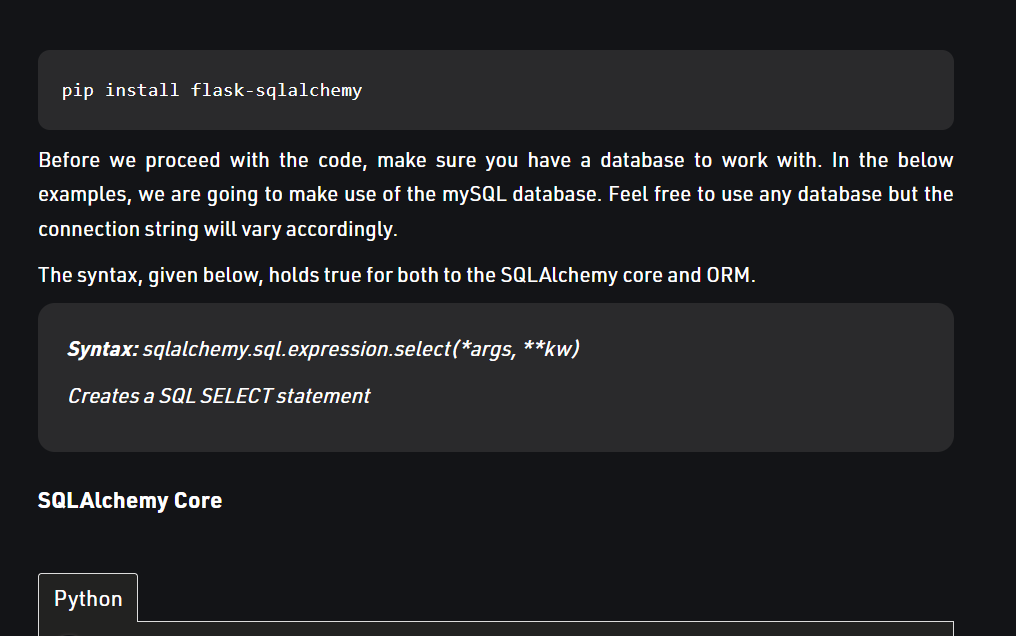 pip install flask-sqlalchemy
Before we proceed with the code, make sure you have a database to work with. In the below
examples, we are going to make use of the mySQL database. Feel free to use any database but the
connection string will vary accordingly.
The syntax, given below, holds true for both to the SQLAlchemy core and ORM.
Syntax: sqlalchemy.sql.expression.select(*args, **kw)
Creates a SQL SELECT statement
SQLAlchemy Core
Python